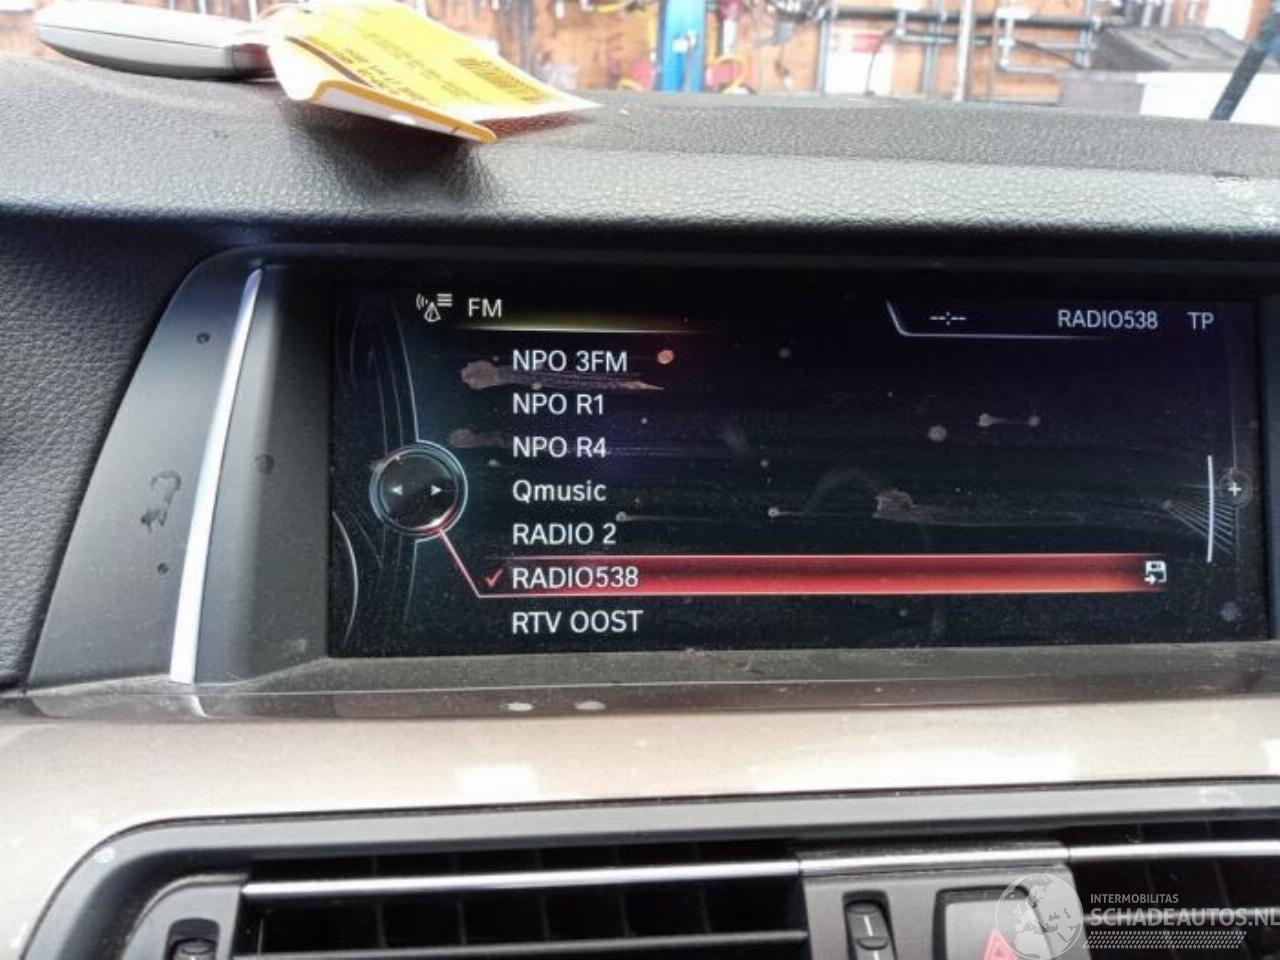 FM
--:--
RADIO538 TP
NPO 3FM
NPO R1
NPO R4
Qmusic
RADIO 2
RADIO538
RTV OOST
INTERMOBILITAS
SCHADEAUTOS.NL